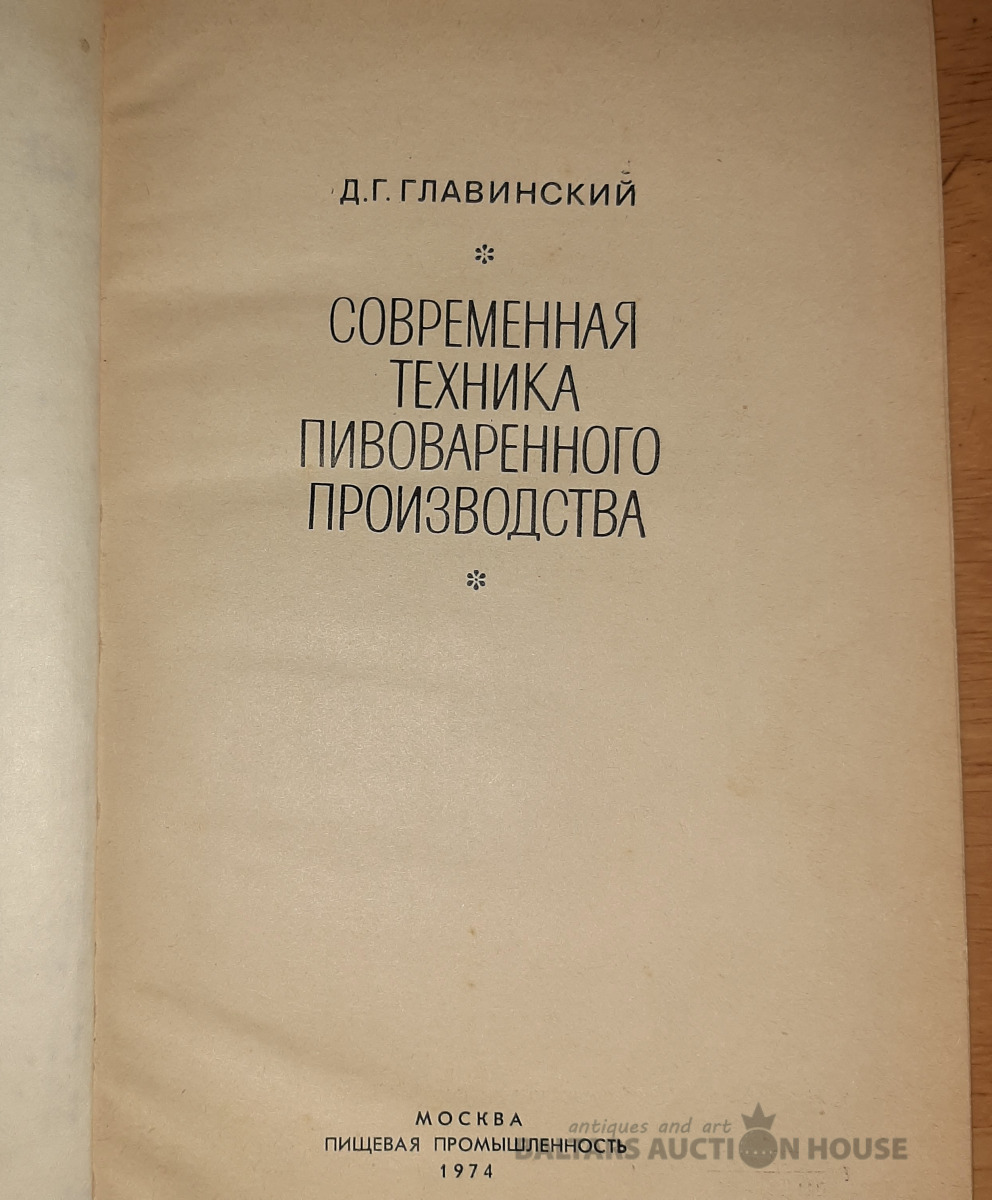 Д.Г. ГЛАВИНСКИЙ
СОВРЕМЕННАЯ
ТЕХНИКА
ПИВОВАРЕННОГО
ПРОИЗВОДСТВА
МОСКВА
ПИЩЕВАЯ ПРОМЫШЛЕННОСТЬ
1974
antiques and art
AUCTION HOUSE